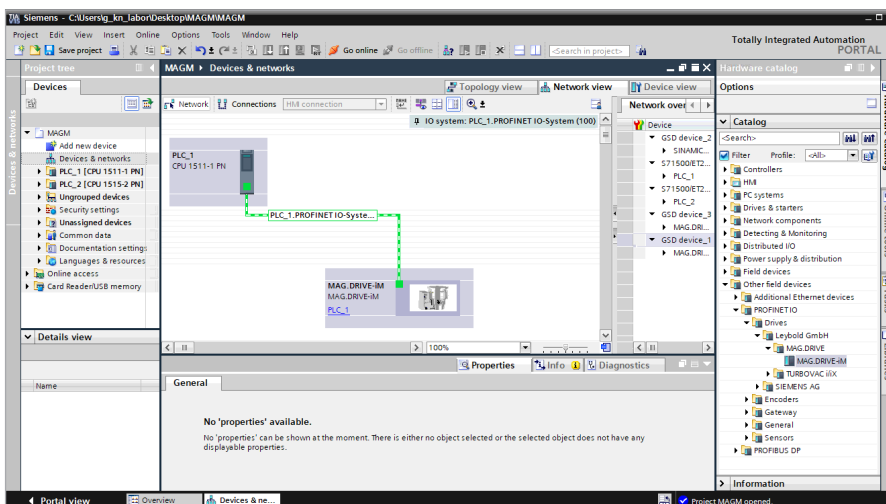 Siemens - C:\Users\g_kn_labor\Desktop\MAGM\MAGM
Project Edit View Insert Online Options Tools Window Help
Totally Integrated Automation
PORTAL
Save project
Go online
Go offline
<Search in project>
Project tree
Devices
Devices & networks
MAGM
Add new device
Devices & networks
PLC_1 [CPU 1511-1 PN]
PLC_2 [CPU 1515-2 PN]
Ungrouped devices
Security settings
Unassigned devices
Common data
Documentation settings
Languages & resources
Online access
Card Reader/USB memory
Details view
Name
MAGM ▸ Devices & networks
Topology view
Network view
Device view
Network
Connections
HMI connection
IO system: PLC_1.PROFINET IO-System (100)
PLC_1
CPU 1511-1 PN
PLC_1.PROFINET IO-Syste...
MAG.DRIVE-iM
MAG.DRIVE-iM
PLC_1
100%
Network over
Device
GSD device_2
SINAMIC...
S71500/ET2...
PLC_1
S71500/ET2...
PLC_2
GSD device_3
MAG.DRI...
GSD device_1
MAG.DRI...
Properties
Info
Diagnostics
General
No 'properties' available.
No 'properties' can be shown at the moment. There is either no object selected or the selected object does not have any
displayable properties.
Hardware catalog
Options
Catalog
<Search>
Filter
Profile:
<All>
Controllers
HMI
PC systems
Drives & starters
Network components
Detecting & Monitoring
Distributed I/O
Power supply & distribution
Field devices
Other field devices
Additional Ethernet devices
PROFINET IO
Drives
Leybold GmbH
MAG.DRIVE
MAG.DRIVE-iM
TURBOVAC i/iX
SIEMENS AG
Encoders
Gateway
General
Sensors
PROFIBUS DP
Information
Portal view
Overview
Devices & ne...
Project MAGM opened.